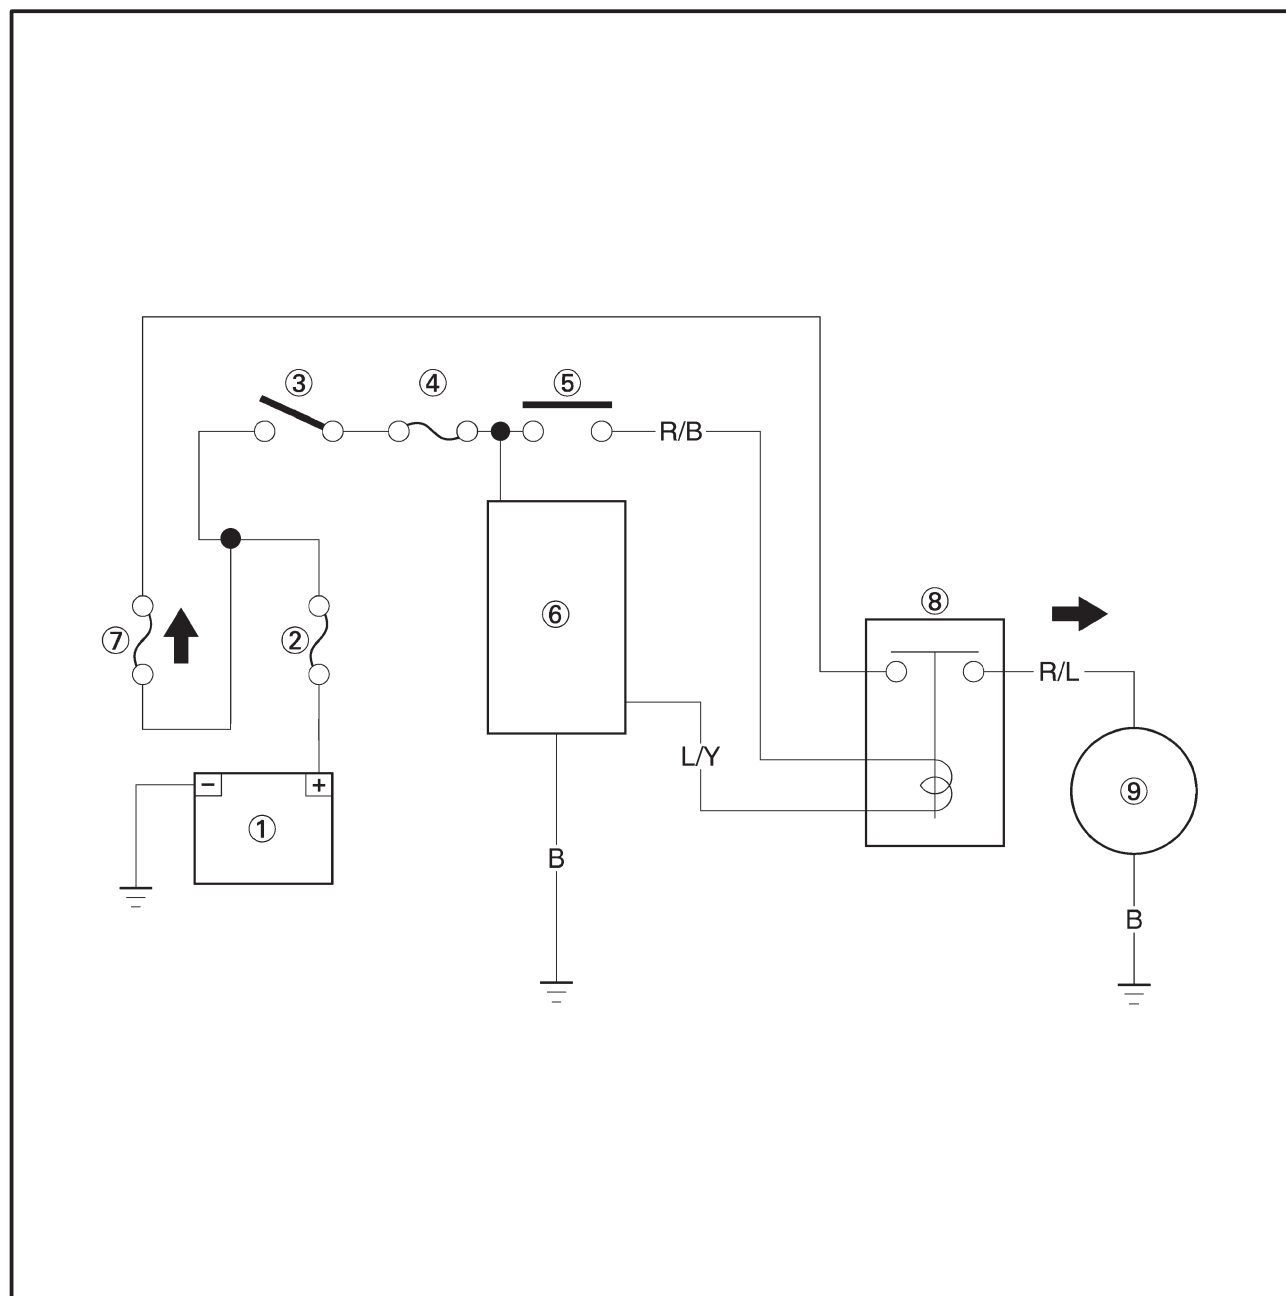 ③
④
⑤
R/B
⑧
⑥
⑦
②
R/L
L/Y
−
+
⑨
①
B
B